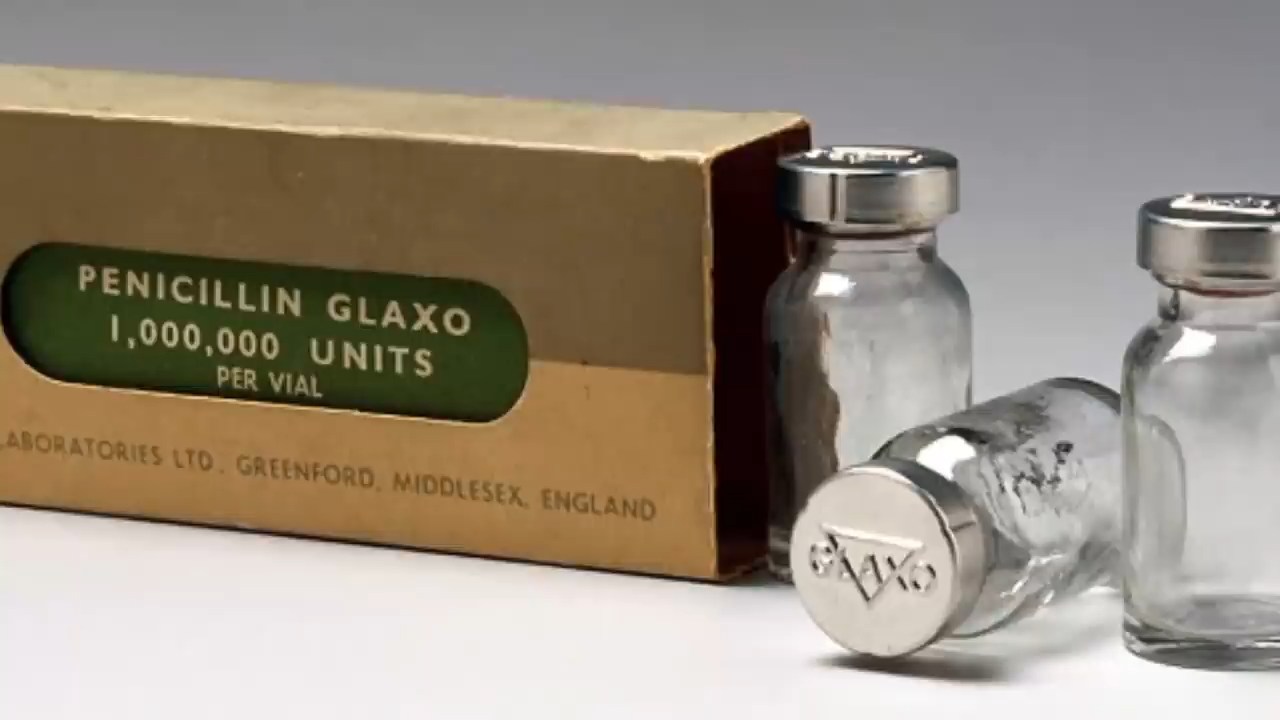 PENICILLIN GLAXO
1,000,000 UNITS
PER VIAL
LABORATORIES LTD. GREENFORD, MIDDLESEX, ENGLAND
GLAXO